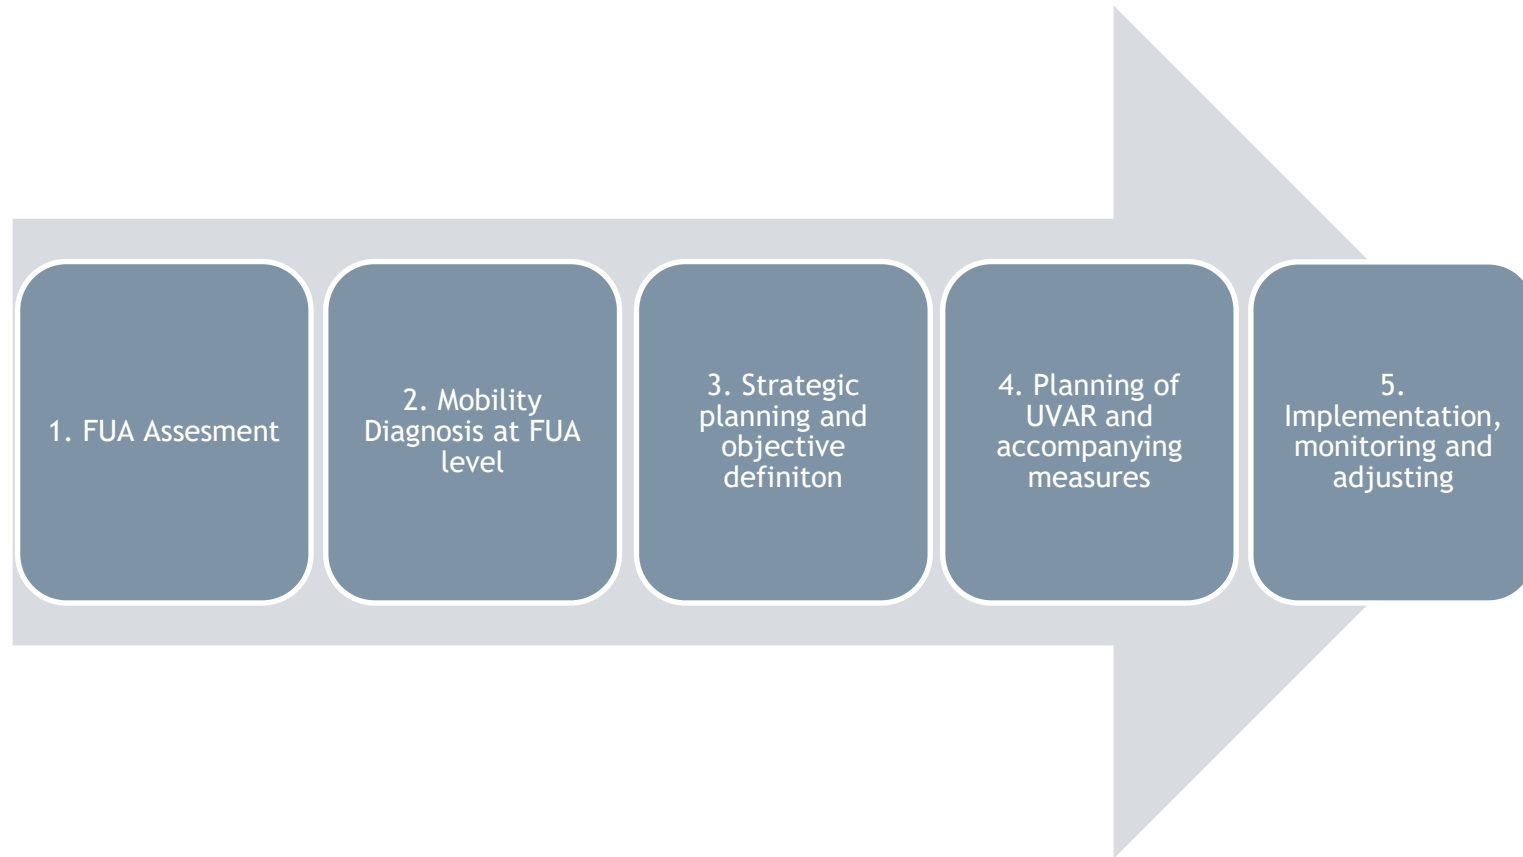 1. FUA Assesment
2. Mobility
Diagnosis at FUA
level
3. Strategic
planning and
objective
definiton
4. Planning of
UVAR and
accompanying
measures
5.
Implementation,
monitoring and
adjusting